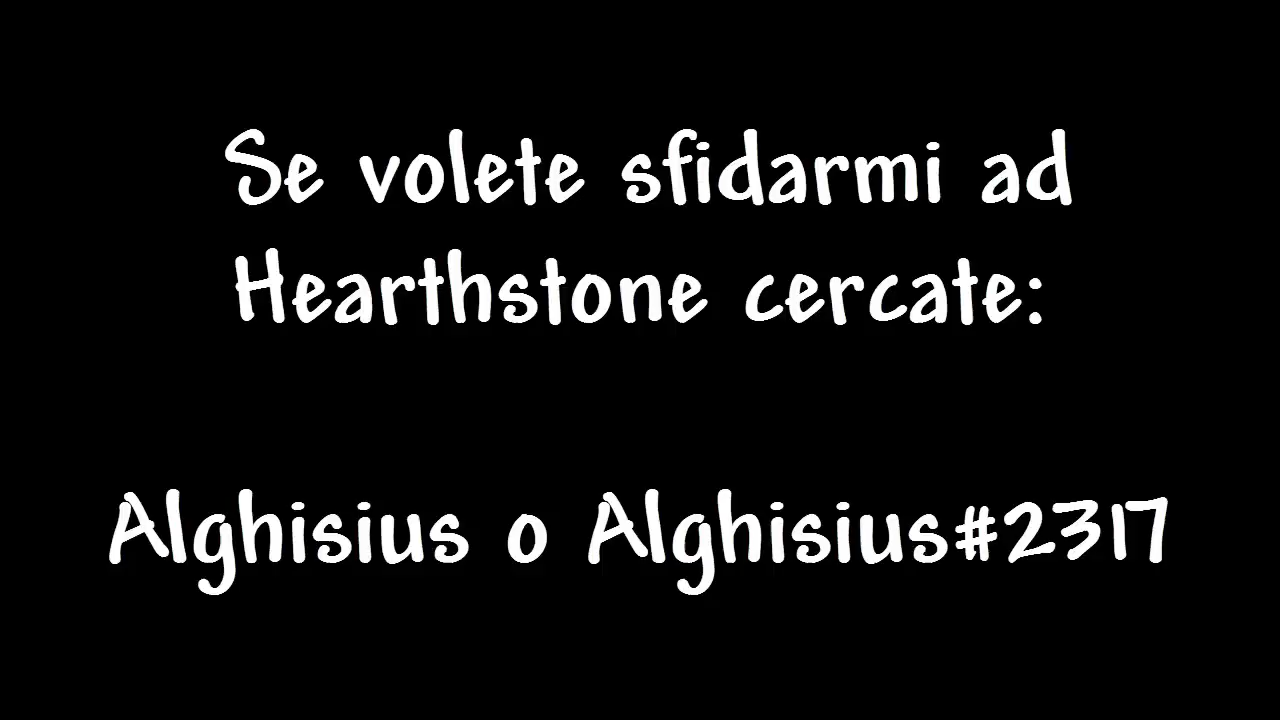 Se volete sfidarmi ad
Hearthstone cercate:
Alghisius o Alghisius#2317